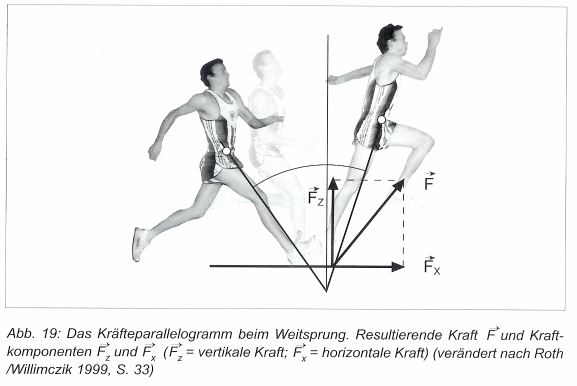 F⃗z
F⃗
F⃗x
Abb. 19: Das Kräfteparallelogramm beim Weitsprung. Resultierende Kraft F⃗ und Kraft-
komponenten F⃗z und F⃗x (F⃗z = vertikale Kraft; F⃗x = horizontale Kraft) (verändert nach Roth
/Willimczik 1999, S. 33)